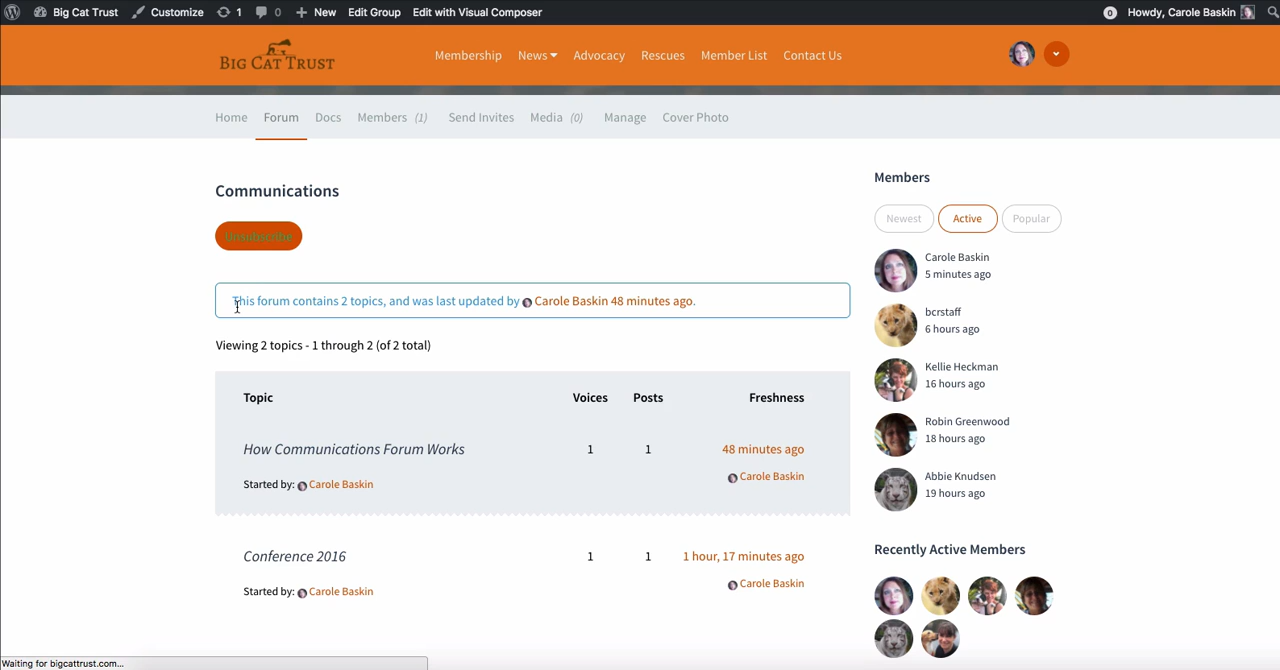 Big Cat Trust Customize 1 0 New Edit Group Edit with Visual Composer 0 Howdy, Carole Baskin
BIG CAT TRUST Membership News Advocacy Rescues Member List Contact Us
Home Forum Docs Members (1) Send Invites Media (0) Manage Cover Photo
Communications
Unsubscribe
This forum contains 2 topics, and was last updated by Carole Baskin 48 minutes ago.
Viewing 2 topics - 1 through 2 (of 2 total)
Topic Voices Posts Freshness
How Communications Forum Works 1 1 48 minutes ago
Started by: Carole Baskin Carole Baskin
Conference 2016 1 1 1 hour, 17 minutes ago
Started by: Carole Baskin Carole Baskin
Members
Newest Active Popular
Carole Baskin
5 minutes ago
bcrstaff
6 hours ago
Kellie Heckman
16 hours ago
Robin Greenwood
18 hours ago
Abbie Knudsen
19 hours ago
Recently Active Members
Waiting for bigcattrust.com...